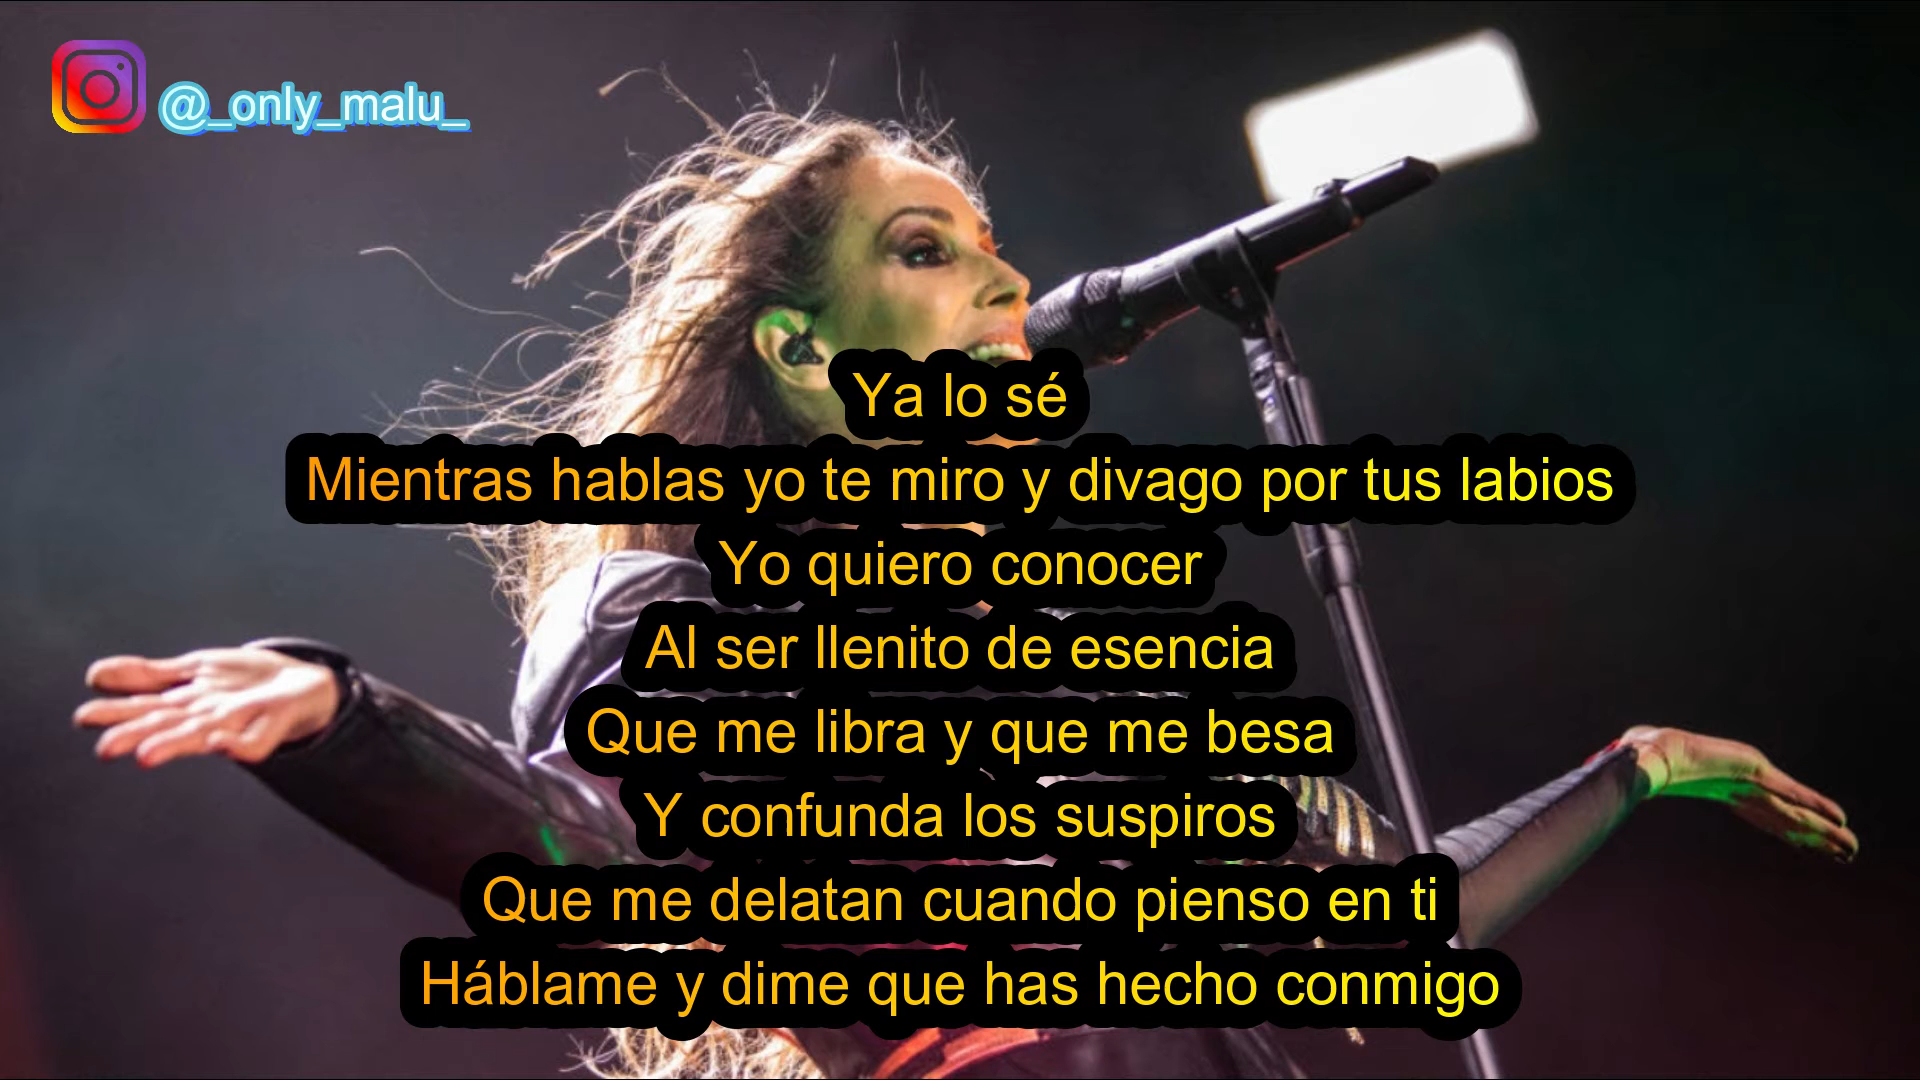 @_only_malu_
Ya lo sé
Mientras hablas yo te miro y divago por tus labios
Yo quiero conocer
Al ser llenito de esencia
Que me libra y que me besa
Y confunda los suspiros
Que me delatan cuando pienso en ti
Háblame y dime que has hecho conmigo